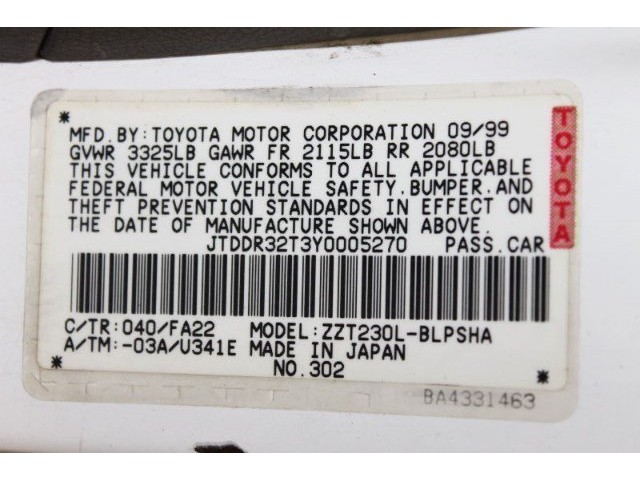 MFD. BY: TOYOTA MOTOR CORPORATION 09/99
GVWR 3325LB GAWR FR 2115LB RR 2080LB
THIS VEHICLE CONFORMS TO ALL APPLICABLE
FEDERAL MOTOR VEHICLE SAFETY, BUMPER, AND
THEFT PREVENTION STANDARDS IN EFFECT ON
THE DATE OF MANUFACTURE SHOWN ABOVE.
JTDDR32T3Y0005270 PASS. CAR
C/TR: 040/FA22 MODEL: ZZT230L-BLPSHA
A/TM: -03A/U341E MADE IN JAPAN
NO. 302
BA4331463
TOYOTA